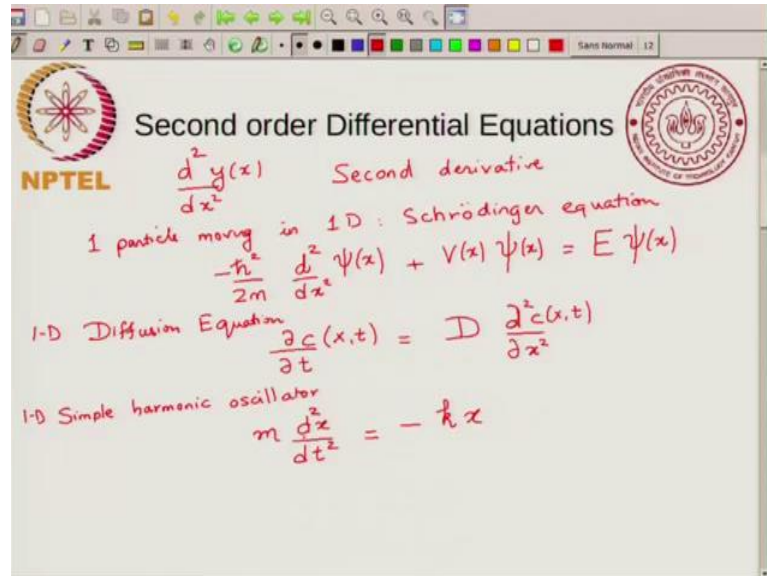 T Sans Normal 12
Second order Differential Equations
NPTEL
d²y(x)/dx² Second derivative
1 particle moving in 1D : Schrödinger equation
-ħ²/2m d²/dx² ψ(x) + V(x) ψ(x) = E ψ(x)
1-D Diffusion Equation
∂c/∂t (x,t) = D ∂²c(x,t)/∂x²
1-D Simple harmonic oscillator
m d²x/dt² = - kx